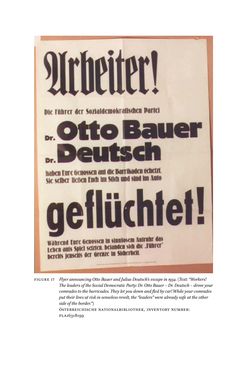 Arbeiter!
Die Führer der Sozialdemokratischen Partei
Dr. Otto Bauer
Dr. Deutsch
haben Eure Genossen auf die Barrikaden gehetzt.
Sie selber ließen Euch im Stich und sind im Auto
geflüchtet!
Während Eure Genossen in sinnlosem Aufruhr das
Leben aufs Spiel setzten, befanden sich die „Führer"
bereits jenseits der Grenze in Sicherheit.
FIGURE 17 Flyer announcing Otto Bauer and Julius Deutsch's escape in 1934. (Text: "Workers!
The leaders of the Social Democratic Party: Dr. Otto Bauer – Dr. Deutsch – drove your
comrades to the barricades. They let you down and fled by car! While your comrades
put their lives at risk in senseless revolt, the "leaders" were already safe at the other
side of the border.")
ÖSTERREICHISCHE NATIONALBIBLIOTHEK, INVENTORY NUMBER: